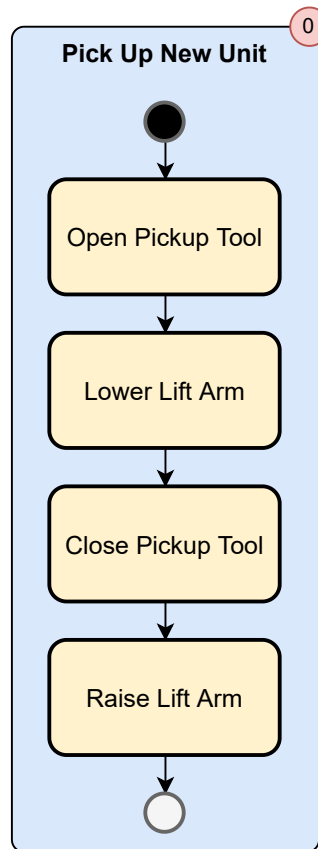 0
Pick Up New Unit
Open Pickup Tool
Lower Lift Arm
Close Pickup Tool
Raise Lift Arm